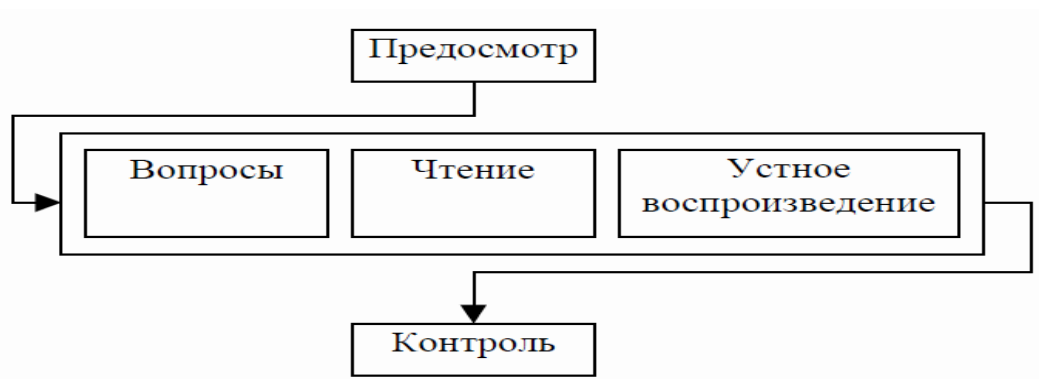 Предосмотр
Вопросы
Чтение
Устное
воспроизведение
Контроль